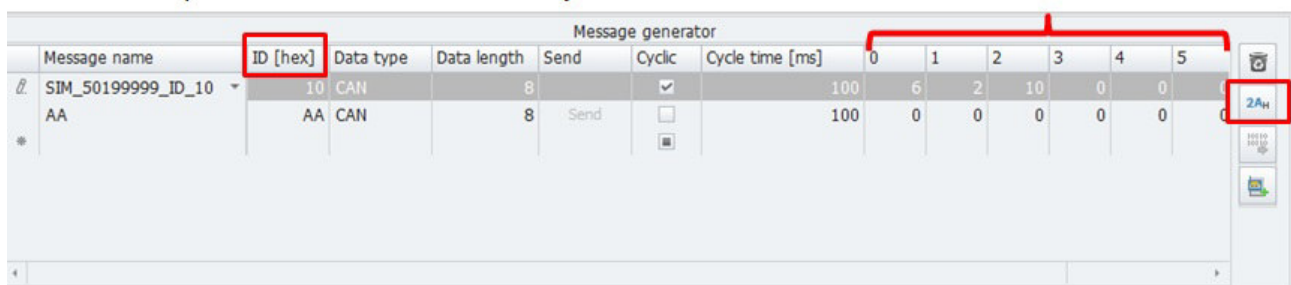 Message generator
Message name ID [hex] Data type Data length Send Cyclic Cycle time [ms] 0 1 2 3 4 5
SIM_50199999_ID_10 10 CAN 8 100 6 2 10 0 0 0
AA AA CAN 8 Send 100 0 0 0 0 0 0
2AH